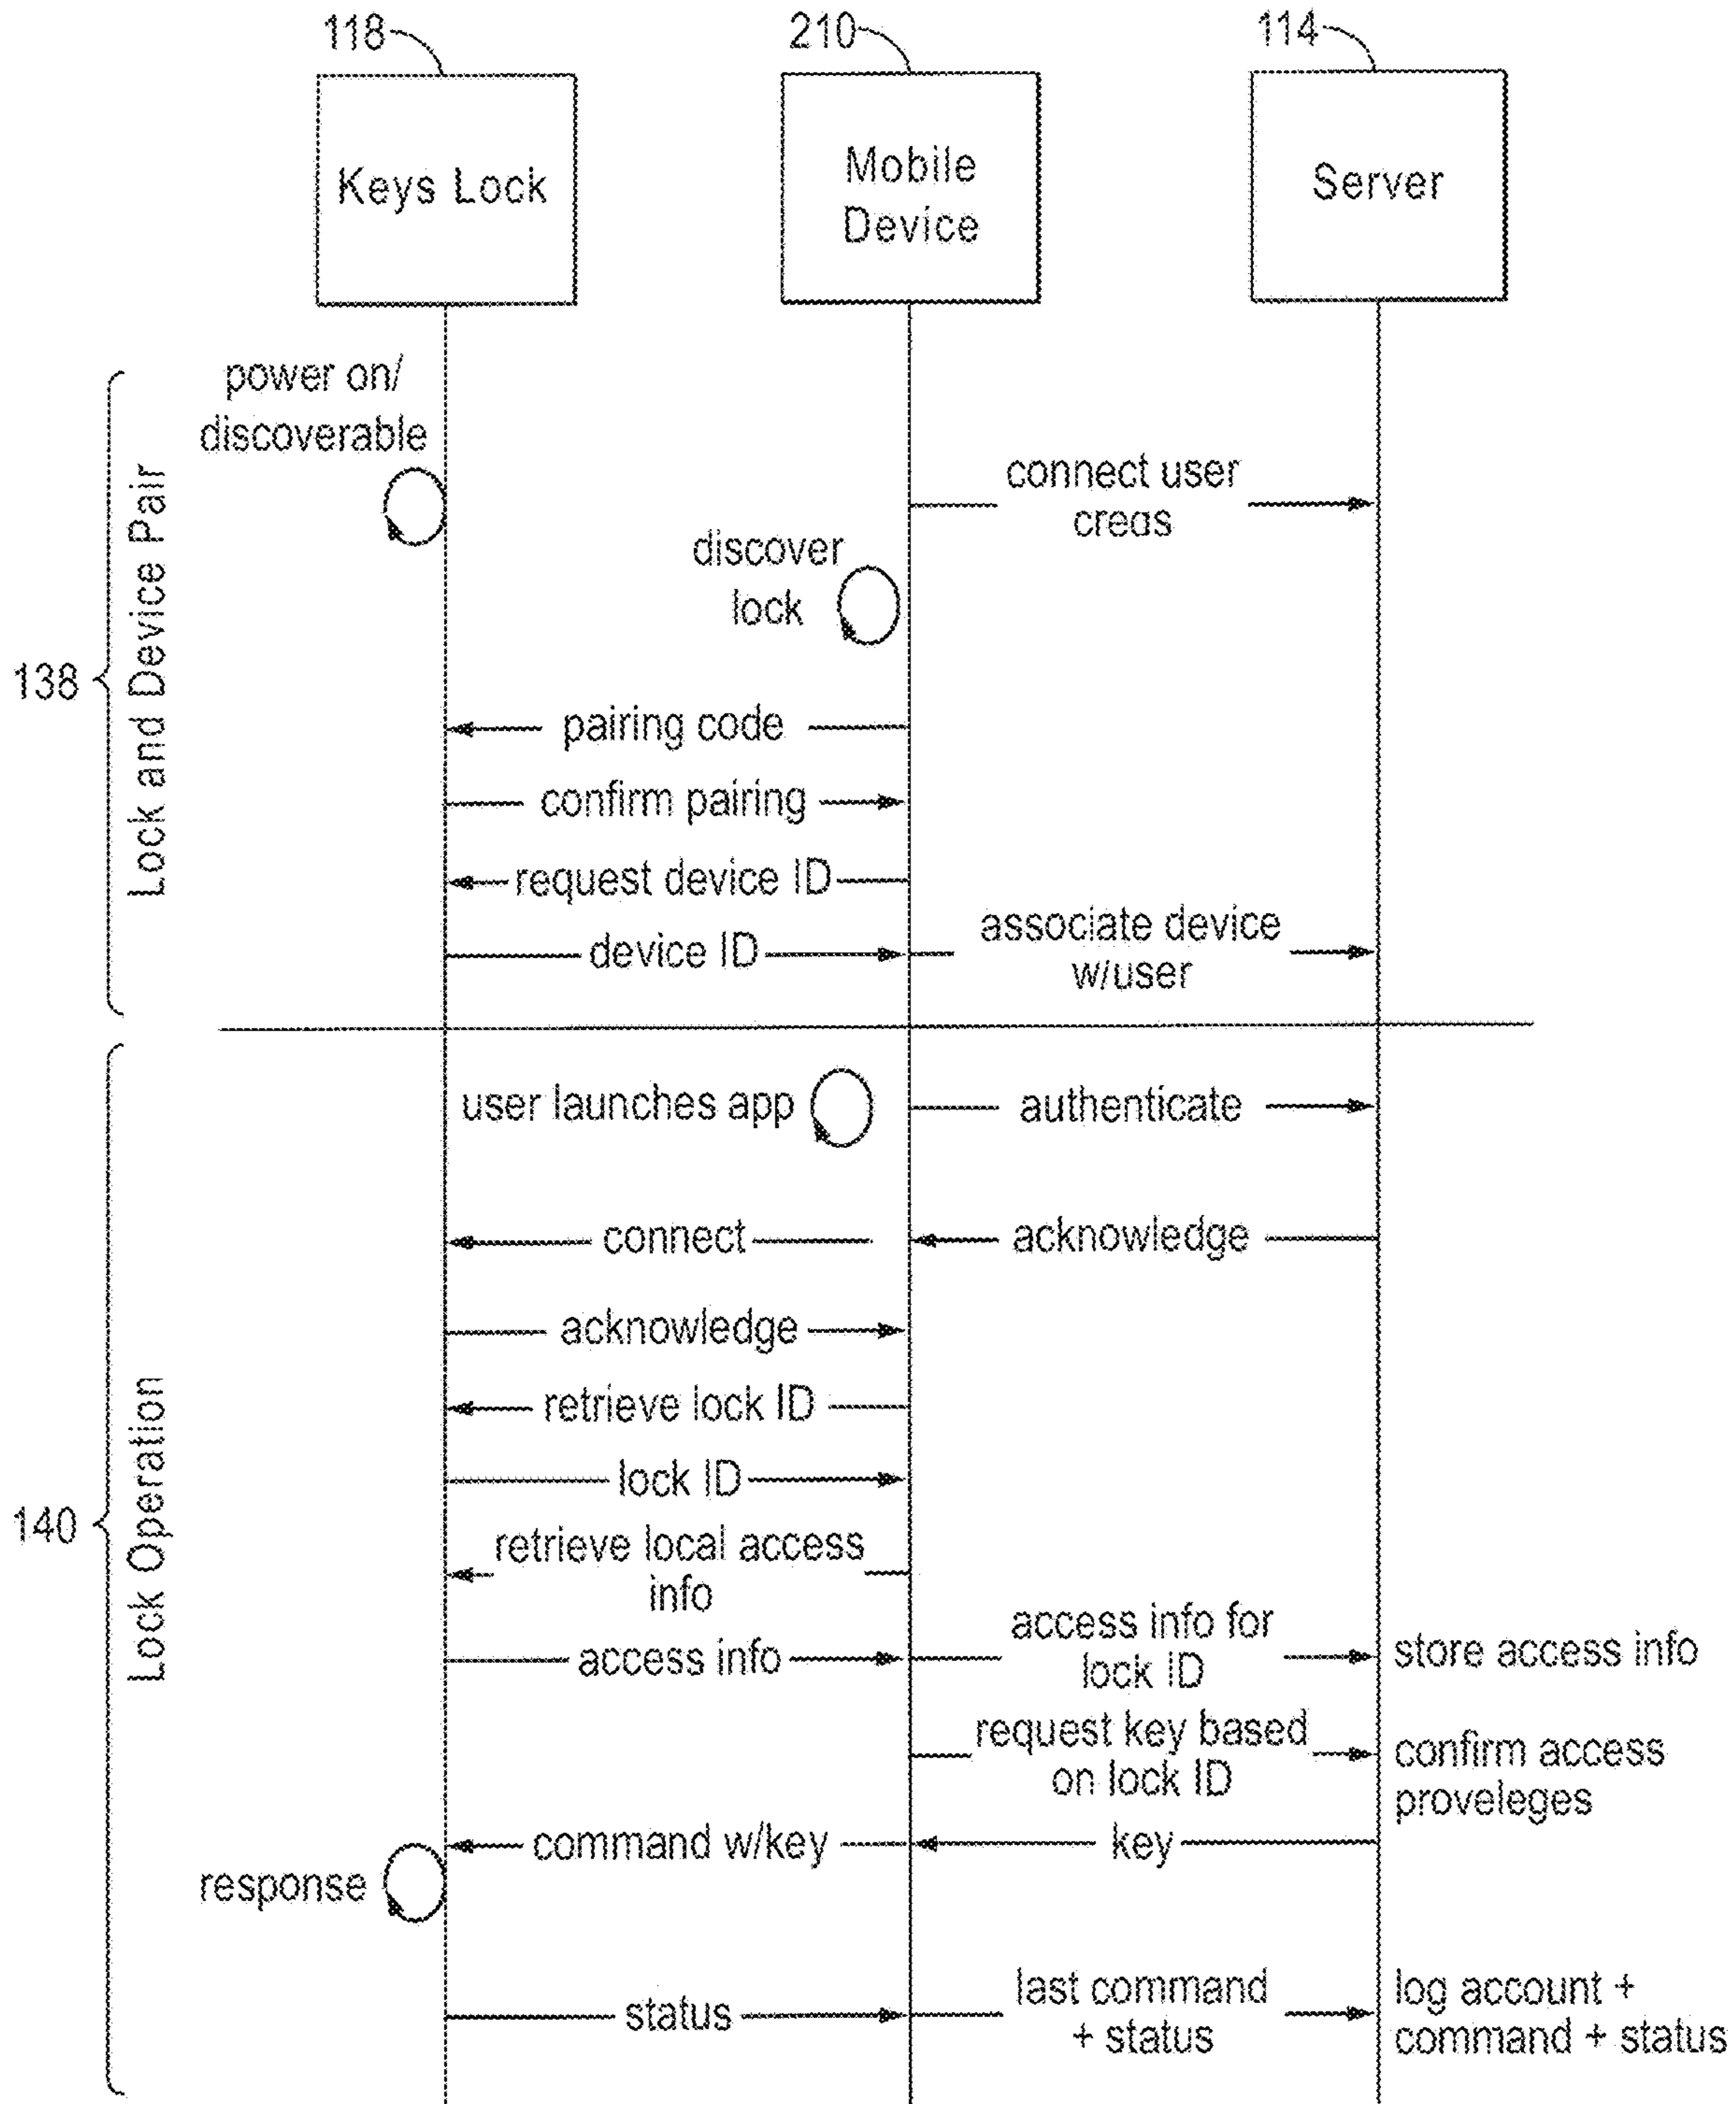 118
210
114
Keys Lock
Mobile
Device
Server
power on/
discoverable
connect user
creds
discover
lock
138
Lock and Device Pair
pairing code
confirm pairing
request device ID
device ID
associate device
w/user
user launches app
authenticate
connect
acknowledge
acknowledge
retrieve lock ID
lock ID
140
Lock Operation
retrieve local access
info
access info
access info for
lock ID
store access info
request key based
on lock ID
confirm access
proveleges
command w/key
key
response
status
last command
+ status
log account +
command + status